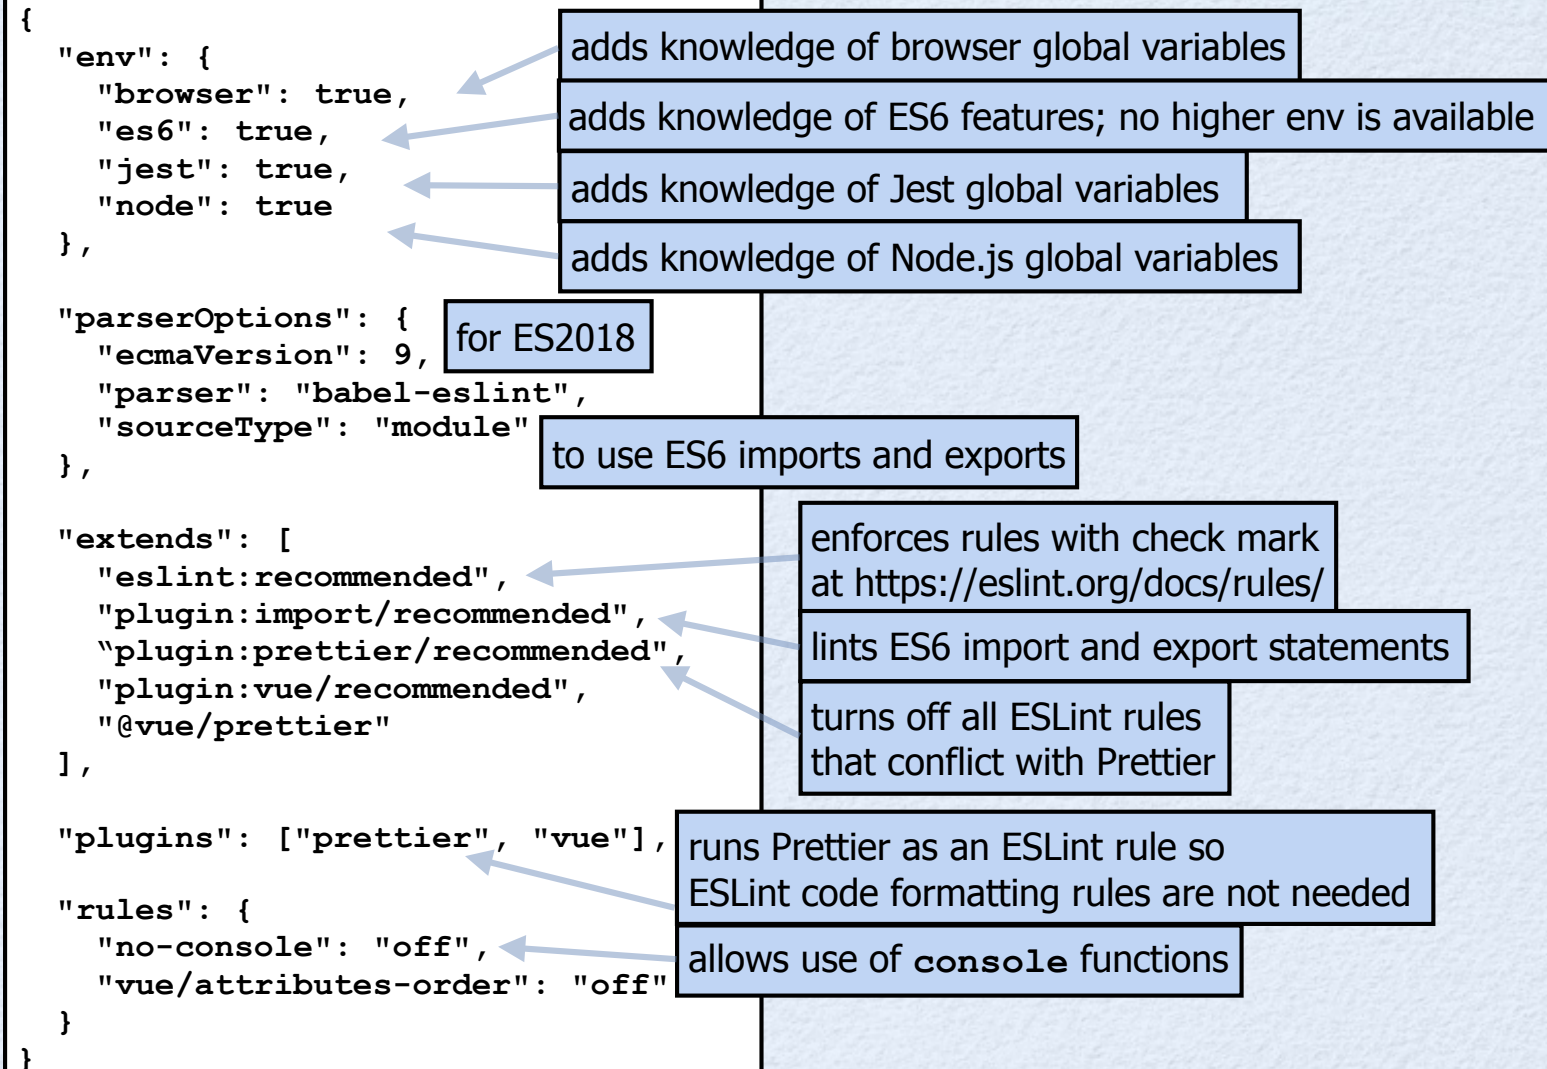 {
"env": {
"browser": true,
"es6": true,
"jest": true,
"node": true
},
adds knowledge of browser global variables
adds knowledge of ES6 features; no higher env is available
adds knowledge of Jest global variables
adds knowledge of Node.js global variables
"parserOptions": {
"ecmaVersion": 9,
"parser": "babel-eslint",
"sourceType": "module"
},
for ES2018
to use ES6 imports and exports
"extends": [
"eslint:recommended",
"plugin:import/recommended",
“plugin:prettier/recommended",
"plugin:vue/recommended",
"@vue/prettier"
],
enforces rules with check mark
at https://eslint.org/docs/rules/
lints ES6 import and export statements
turns off all ESLint rules
that conflict with Prettier
"plugins": ["prettier", "vue"],
runs Prettier as an ESLint rule so
ESLint code formatting rules are not needed
"rules": {
"no-console": "off",
"vue/attributes-order": "off"
}
}
allows use of console functions